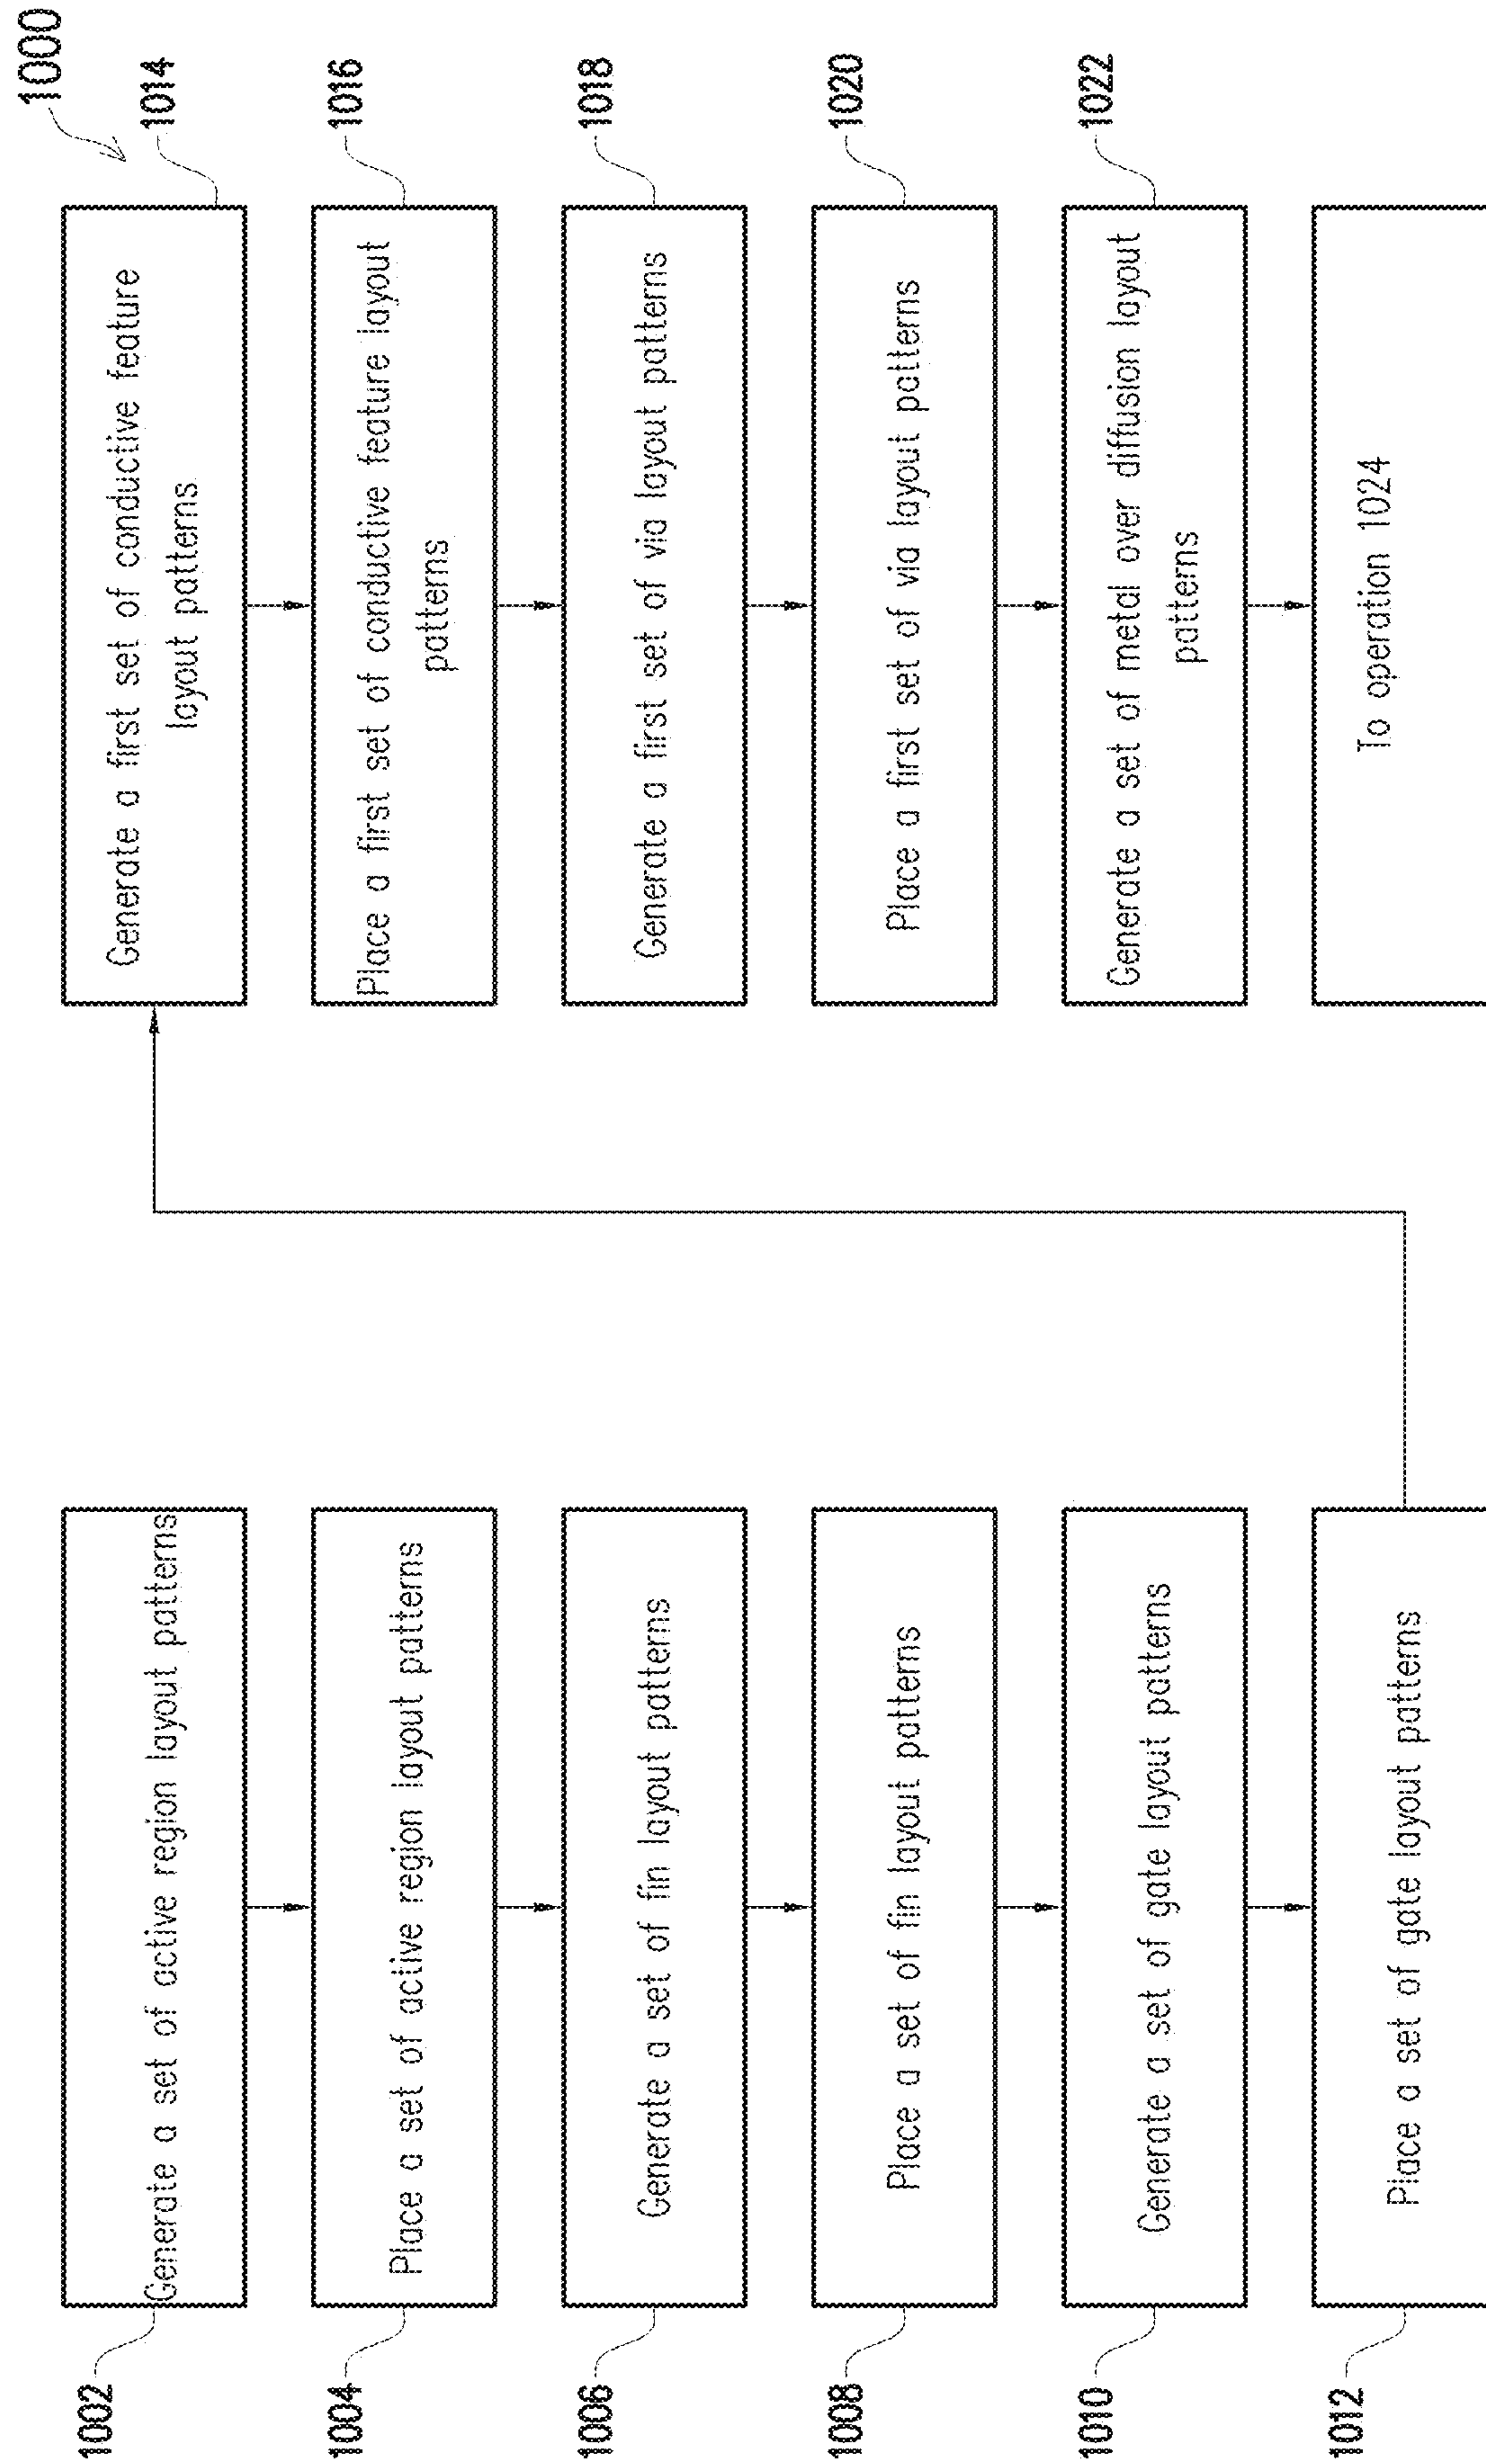 1000
1002
Generate a set of active region layout patterns
1004
Place a set of active region layout patterns
1006
Generate a set of fin layout patterns
1008
Place a set of fin layout patterns
1010
Generate a set of gate layout patterns
1012
Place a set of gate layout patterns
1014
Generate a first set of conductive feature
layout patterns
1016
Place a first set of conductive feature layout
patterns
1018
Generate a first set of via layout patterns
1020
Place a first set of via layout patterns
1022
Generate a set of metal over diffusion layout
patterns
To operation 1024